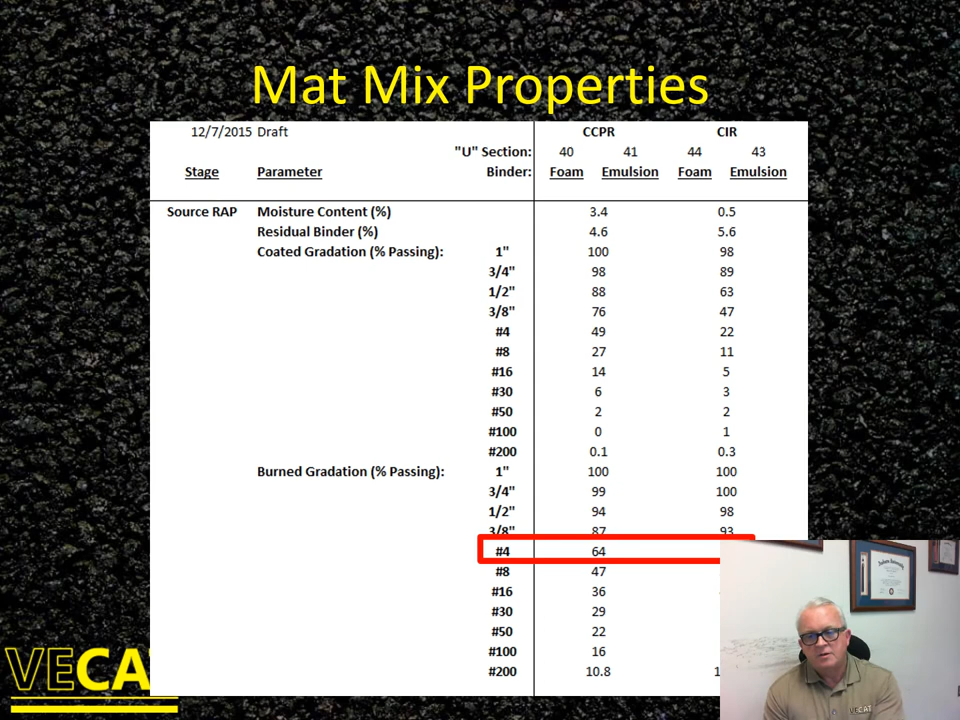 Mat Mix Properties
12/7/2015 Draft CCPR CIR
"U" Section: 40 41 44 43
Stage Parameter Binder: Foam Emulsion Foam Emulsion
Source RAP Moisture Content (%) 3.4 0.5
Residual Binder (%) 4.6 5.6
Coated Gradation (% Passing): 1" 100 98
3/4" 98 89
1/2" 88 63
3/8" 76 47
#4 49 22
#8 27 11
#16 14 5
#30 6 3
#50 2 2
#100 0 1
#200 0.1 0.3
Burned Gradation (% Passing): 1" 100 100
3/4" 99 100
1/2" 94 98
3/8" 87 93
#4 64
#8 47
#16 36
#30 29
#50 22
#100 16
#200 10.8
VECAT
VECAT